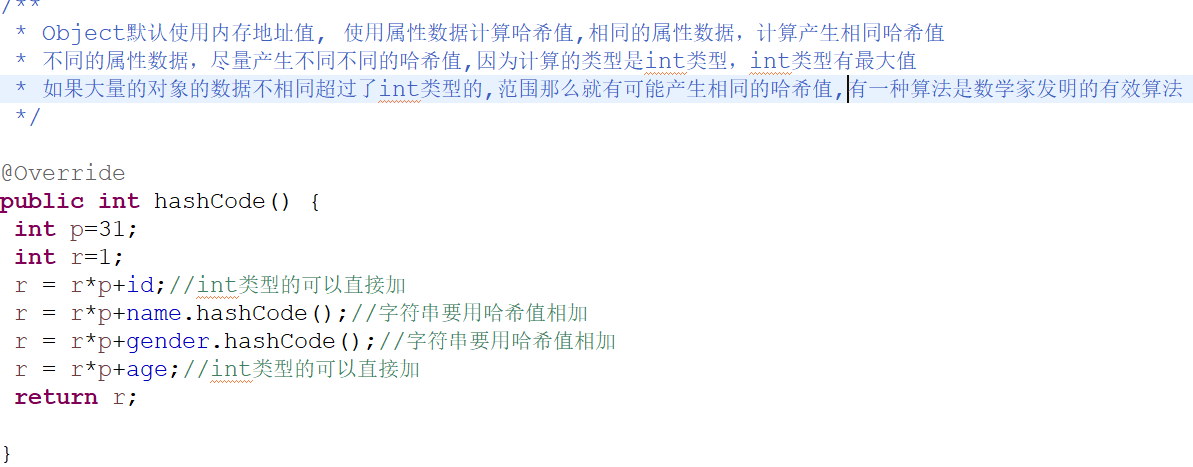 /**
 * Object默认使用内存地址值, 使用属性数据计算哈希值,相同的属性数据，计算产生相同哈希值
 * 不同的属性数据，尽量产生不同不同的哈希值,因为计算的类型是int类型，int类型有最大值
 * 如果大量的对象的数据不相同超过了int类型的,范围那么就有可能产生相同的哈希值,有一种算法是数学家发明的有效算法
 */
@Override
public int hashCode() {
 int p=31;
 int r=1;
 r = r*p+id;//int类型的可以直接加
 r = r*p+name.hashCode();//字符串要用哈希值相加
 r = r*p+gender.hashCode();//字符串要用哈希值相加
 r = r*p+age;//int类型的可以直接加
 return r;
}